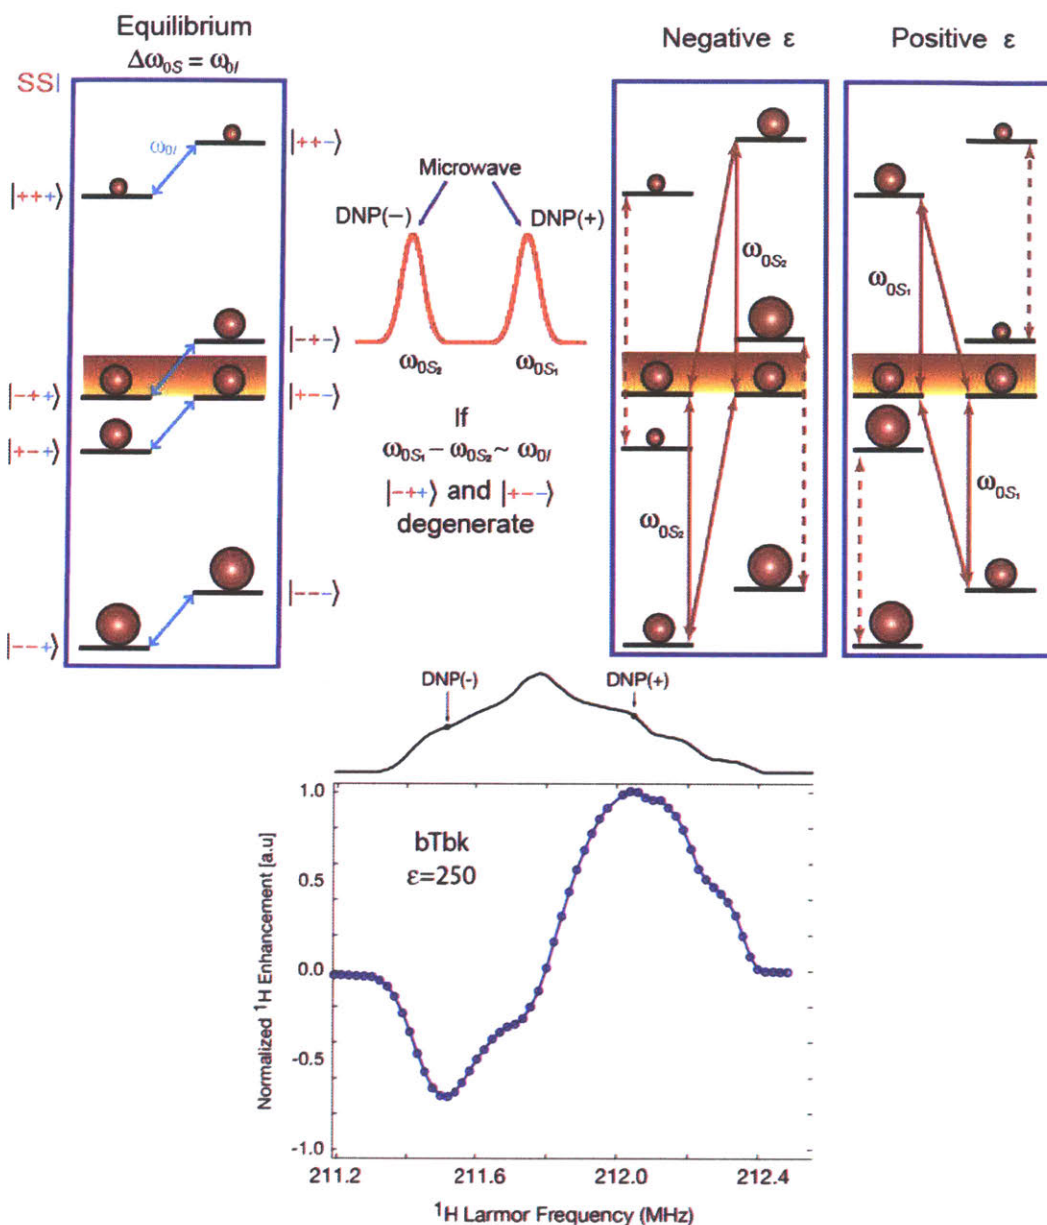 Equilibrium
Δω₀S = ω₀I
SSI
ω₀I
|++-⟩
|+++⟩
|-+-⟩
|-++⟩
|+--⟩
|+-+⟩
|---⟩
|--+⟩
Microwave
DNP(−)
DNP(+)
ω₀S₂
ω₀S₁
If
ω₀S₁ − ω₀S₂ ~ ω₀I
|-++⟩ and |+--⟩
degenerate
Negative ε
ω₀S₂
ω₀S₂
Positive ε
ω₀S₁
ω₀S₁
DNP(-)
DNP(+)
bTbk
ε=250
Normalized ¹H Enhancement [a.u]
1.0
0.5
0.0
-0.5
-1.0
211.2
211.6
212.0
212.4
¹H Larmor Frequency (MHz)